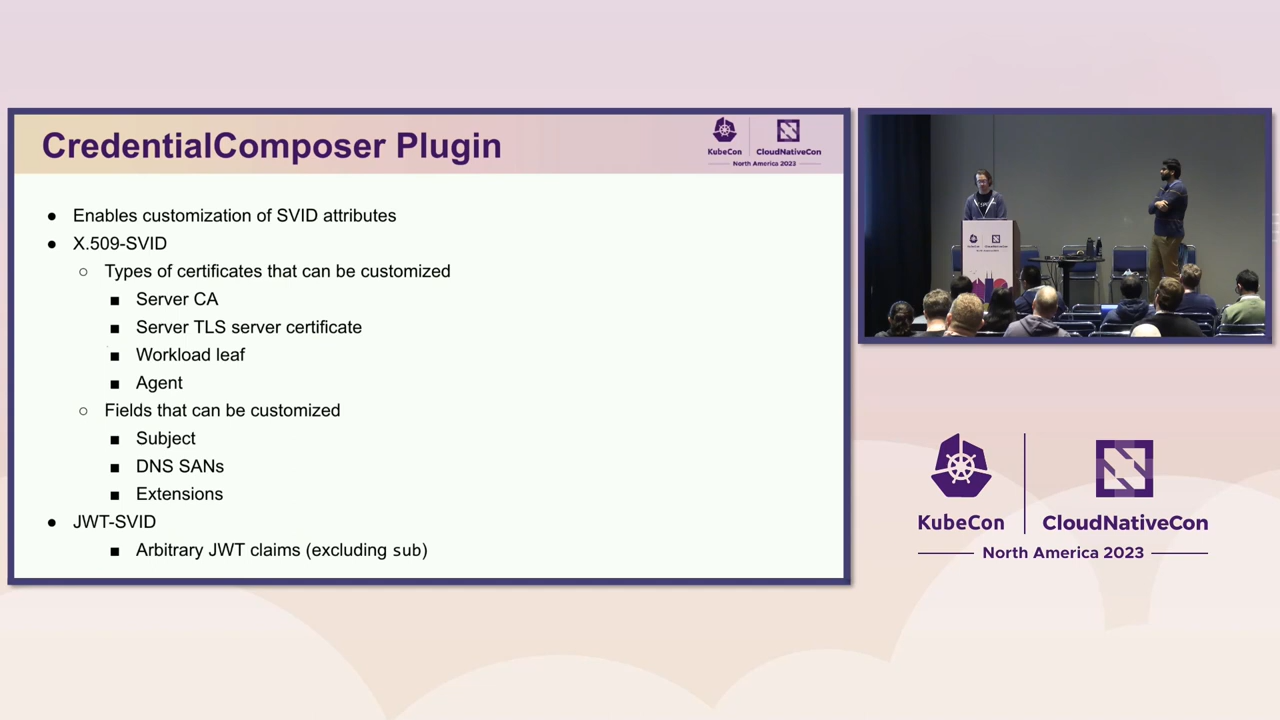 CredentialComposer Plugin
KubeCon
CloudNativeCon
North America 2023
● Enables customization of SVID attributes
● X.509-SVID
○ Types of certificates that can be customized
■ Server CA
■ Server TLS server certificate
■ Workload leaf
■ Agent
○ Fields that can be customized
■ Subject
■ DNS SANs
■ Extensions
● JWT-SVID
■ Arbitrary JWT claims (excluding sub)
KubeCon
CloudNativeCon
North America 2023